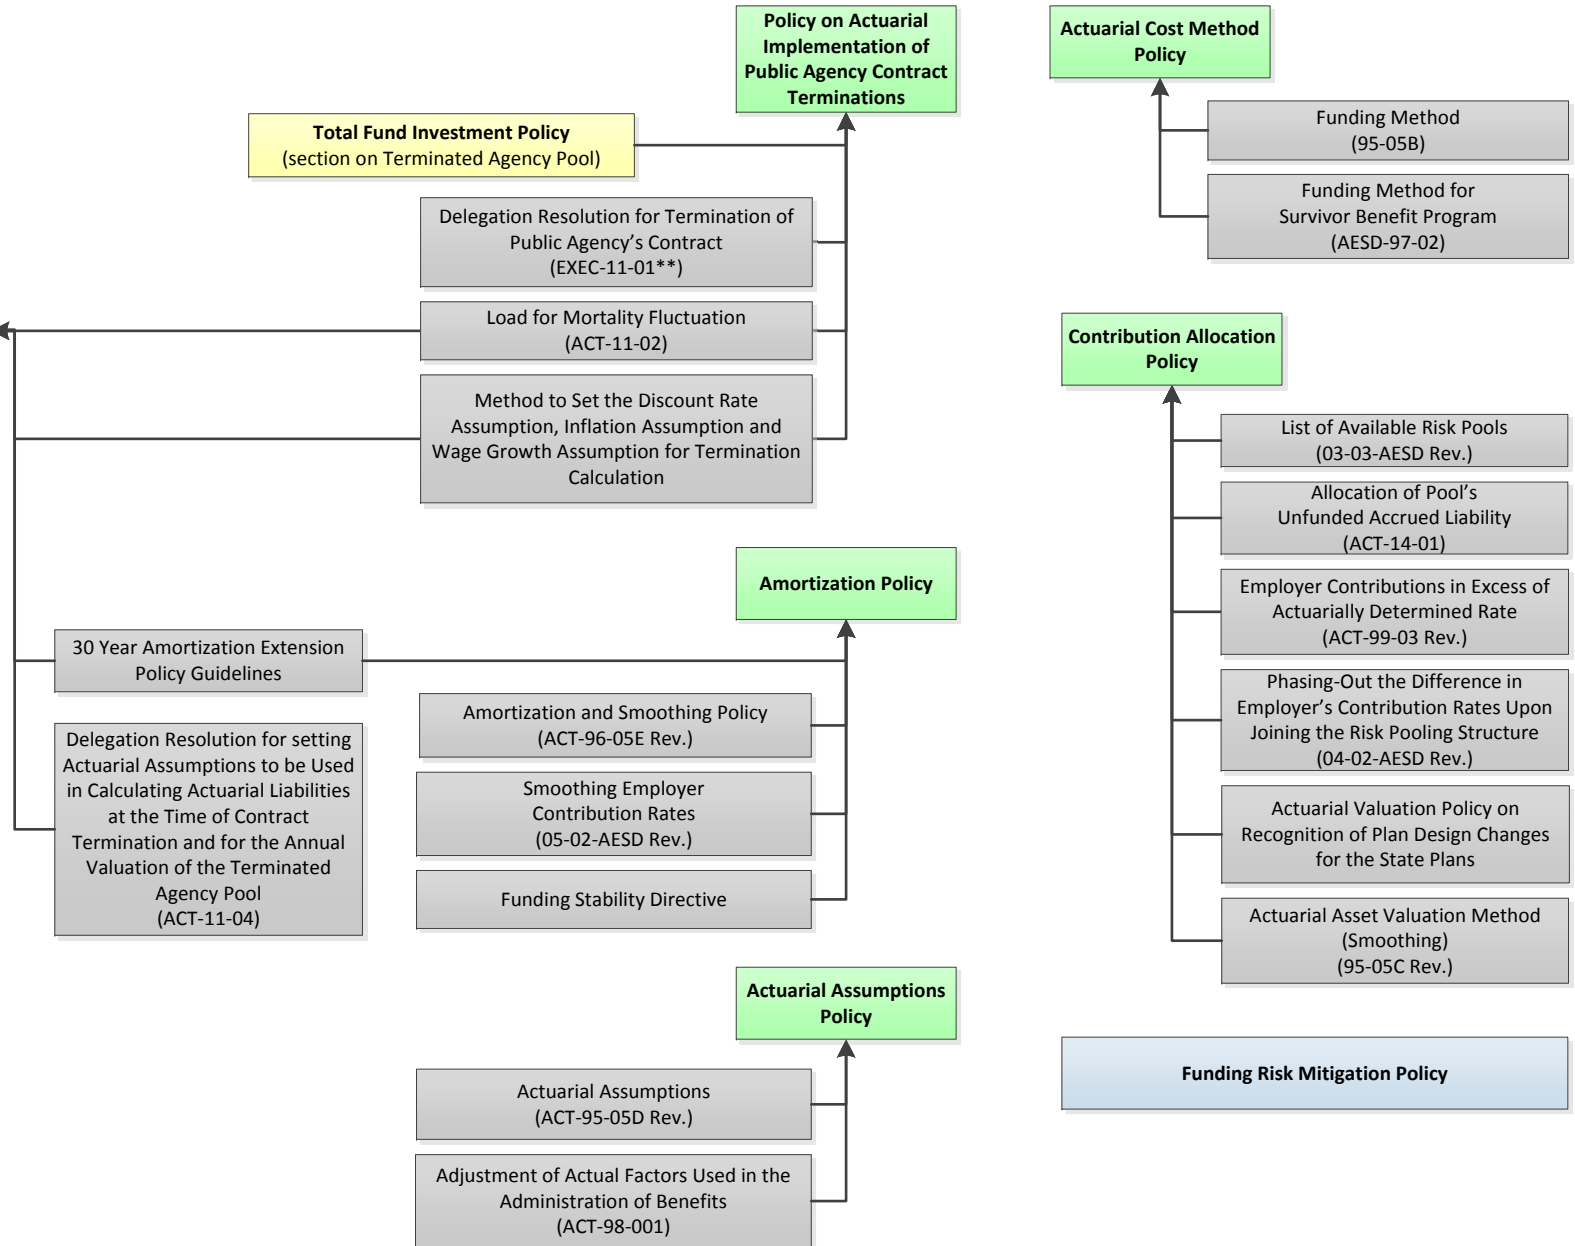 Policy on Actuarial
Implementation of
Public Agency Contract
Terminations
Total Fund Investment Policy
(section on Terminated Agency Pool)
Delegation Resolution for Termination of
Public Agency’s Contract
(EXEC-11-01**)
Load for Mortality Fluctuation
(ACT-11-02)
Method to Set the Discount Rate
Assumption, Inflation Assumption and
Wage Growth Assumption for Termination
Calculation
Amortization Policy
30 Year Amortization Extension
Policy Guidelines
Amortization and Smoothing Policy
(ACT-96-05E Rev.)
Delegation Resolution for setting
Actuarial Assumptions to be Used
in Calculating Actuarial Liabilities
at the Time of Contract
Termination and for the Annual
Valuation of the Terminated
Agency Pool
(ACT-11-04)
Smoothing Employer
Contribution Rates
(05-02-AESD Rev.)
Funding Stability Directive
Actuarial Assumptions
Policy
Actuarial Assumptions
(ACT-95-05D Rev.)
Adjustment of Actual Factors Used in the
Administration of Benefits
(ACT-98-001)
Actuarial Cost Method
Policy
Funding Method
(95-05B)
Funding Method for
Survivor Benefit Program
(AESD-97-02)
Contribution Allocation
Policy
List of Available Risk Pools
(03-03-AESD Rev.)
Allocation of Pool’s
Unfunded Accrued Liability
(ACT-14-01)
Employer Contributions in Excess of
Actuarially Determined Rate
(ACT-99-03 Rev.)
Phasing-Out the Difference in
Employer’s Contribution Rates Upon
Joining the Risk Pooling Structure
(04-02-AESD Rev.)
Actuarial Valuation Policy on
Recognition of Plan Design Changes
for the State Plans
Actuarial Asset Valuation Method
(Smoothing)
(95-05C Rev.)
Funding Risk Mitigation Policy